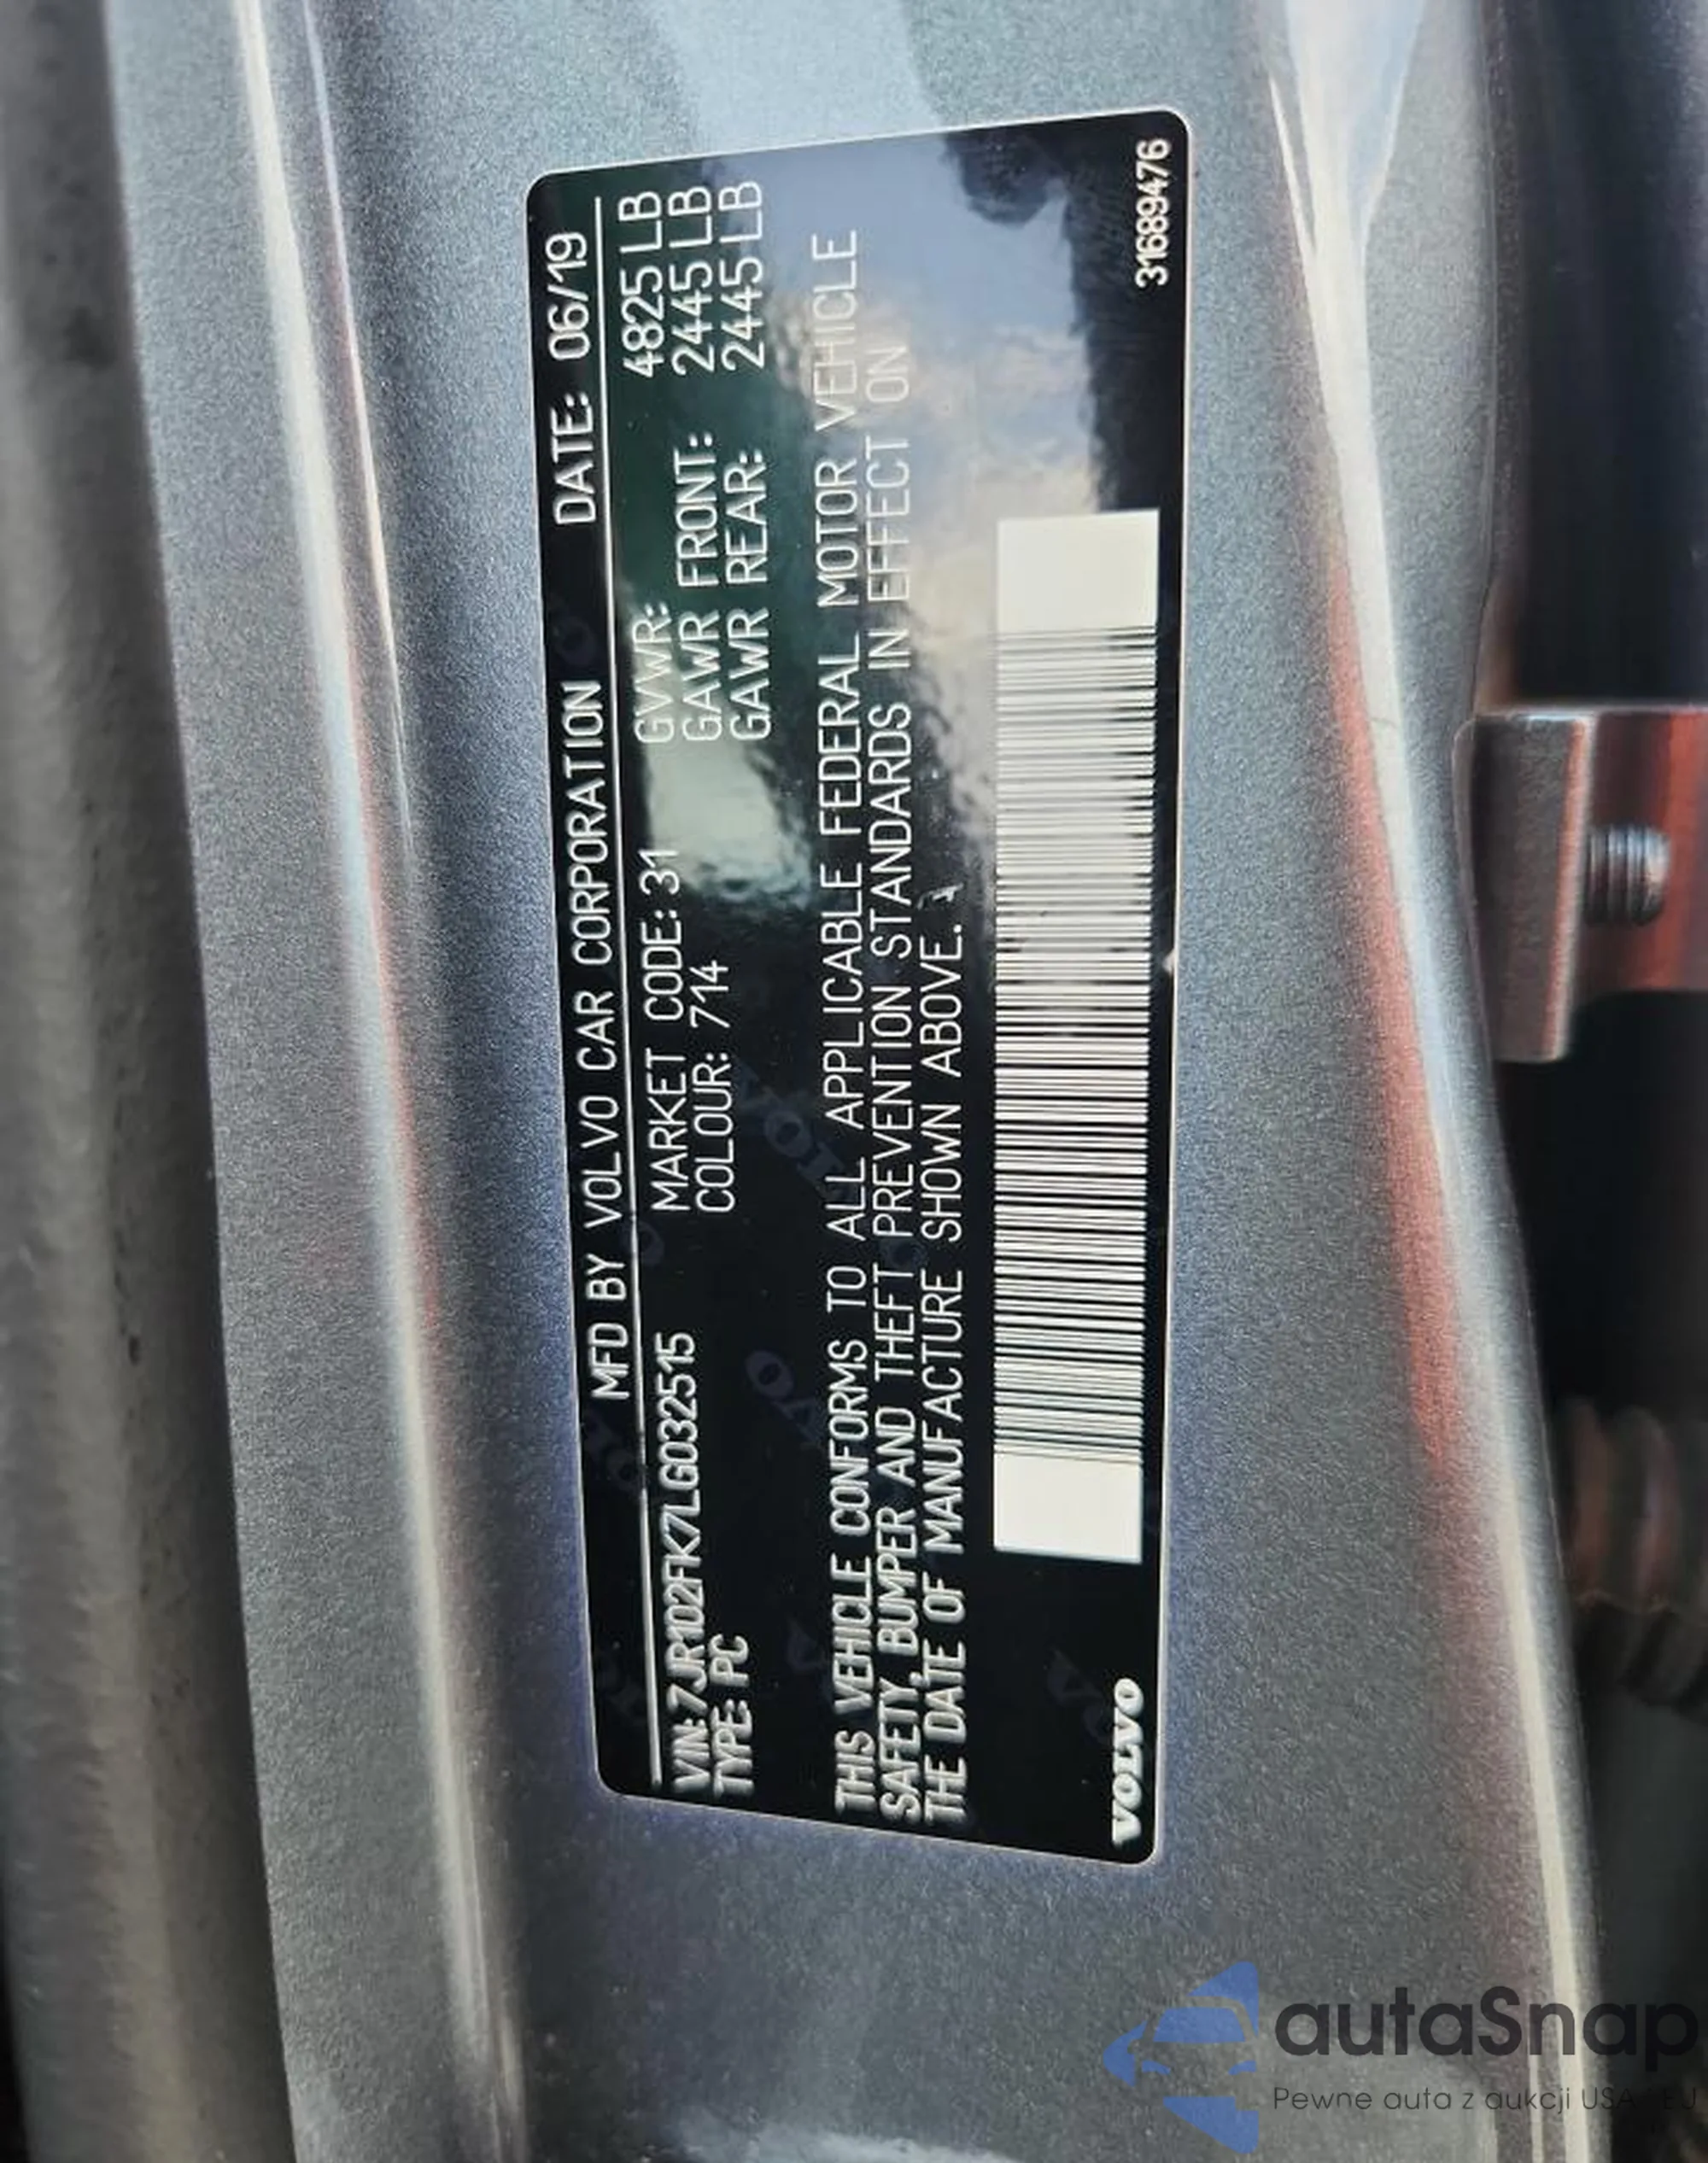 MFD BY VOLVO CAR CORPORATION DATE: 06/19
VIN: 7JR102FK7LG032515 MARKET CODE: 31 GVWR: 4825 LB
TYPE: PC COLOUR: 714 GAWR FRONT: 2445 LB
GAWR REAR: 2445 LB
THIS VEHICLE CONFORMS TO ALL APPLICABLE FEDERAL MOTOR VEHICLE
SAFETY, BUMPER AND THEFT PREVENTION STANDARDS IN EFFECT ON
THE DATE OF MANUFACTURE SHOWN ABOVE.
VOLVO 31689476
autaSnap
Pewne auta z aukcji USA